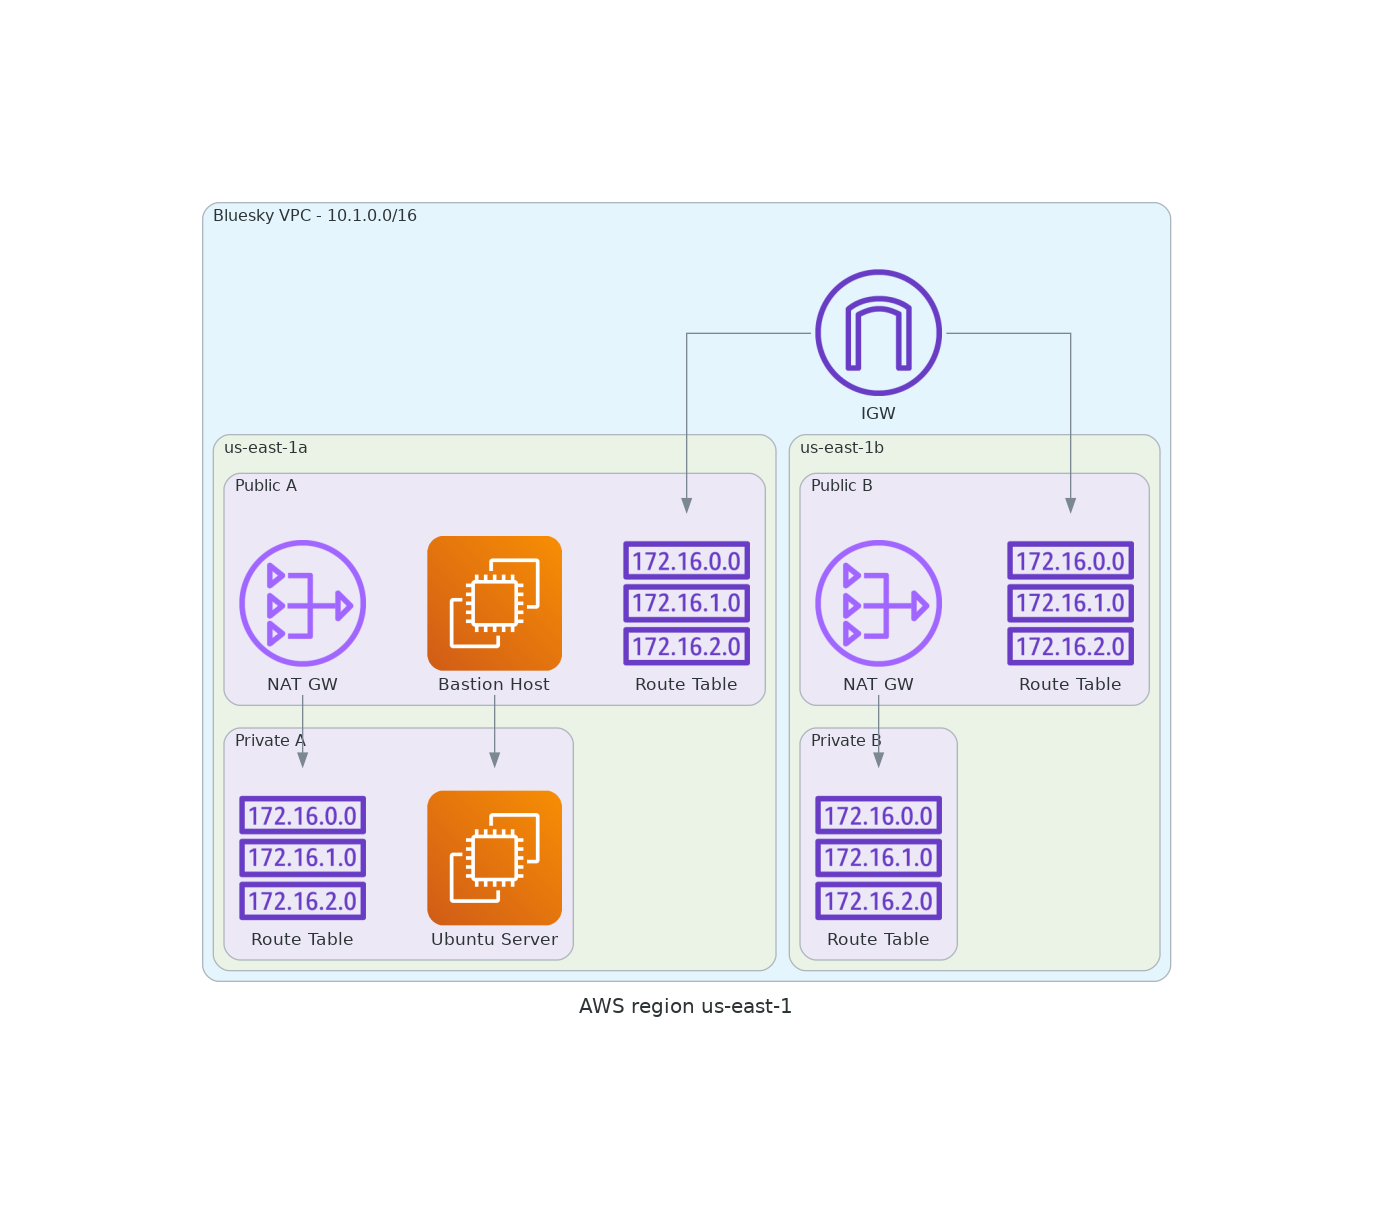 Bluesky VPC - 10.1.0.0/16
IGW
us-east-1a
Public A
NAT GW
Bastion Host
172.16.0.0
172.16.1.0
172.16.2.0
Route Table
Private A
172.16.0.0
172.16.1.0
172.16.2.0
Route Table
Ubuntu Server
us-east-1b
Public B
NAT GW
172.16.0.0
172.16.1.0
172.16.2.0
Route Table
Private B
172.16.0.0
172.16.1.0
172.16.2.0
Route Table
AWS region us-east-1